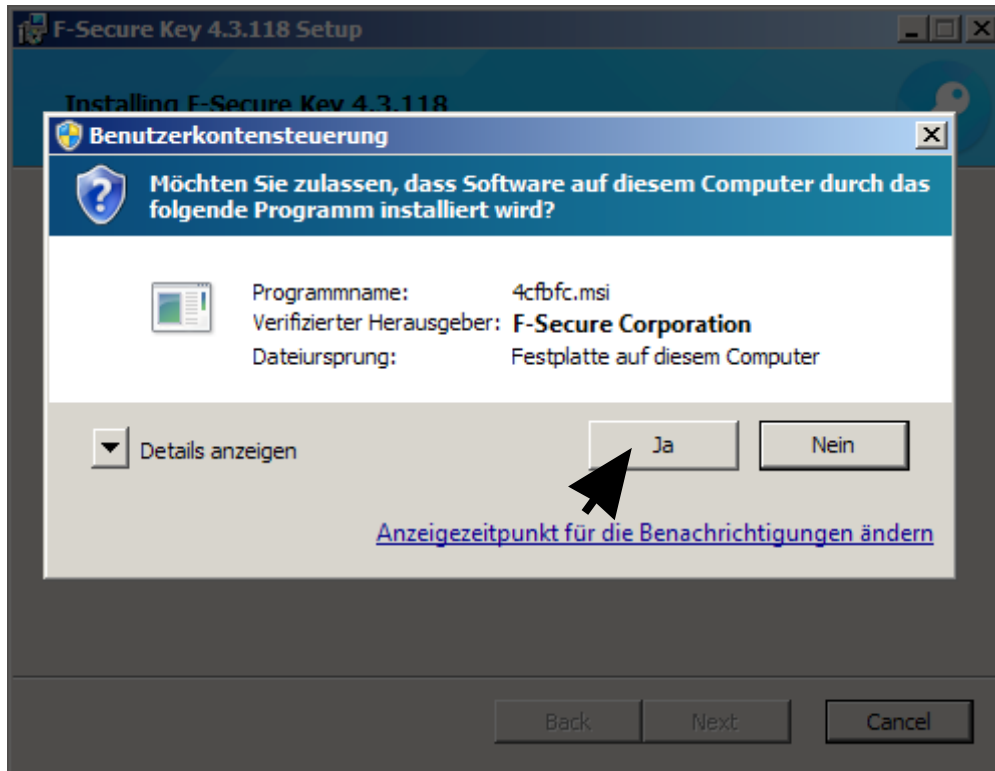 F-Secure Key 4.3.118 Setup
Installing F-Secure Key 4.3.118
Benutzerkontensteuerung
Möchten Sie zulassen, dass Software auf diesem Computer durch das
folgende Programm installiert wird?
Programmname: 4cfbfc.msi
Verifizierter Herausgeber: F-Secure Corporation
Dateiursprung: Festplatte auf diesem Computer
Details anzeigen Ja Nein
Anzeigezeitpunkt für die Benachrichtigungen ändern
Back Next Cancel